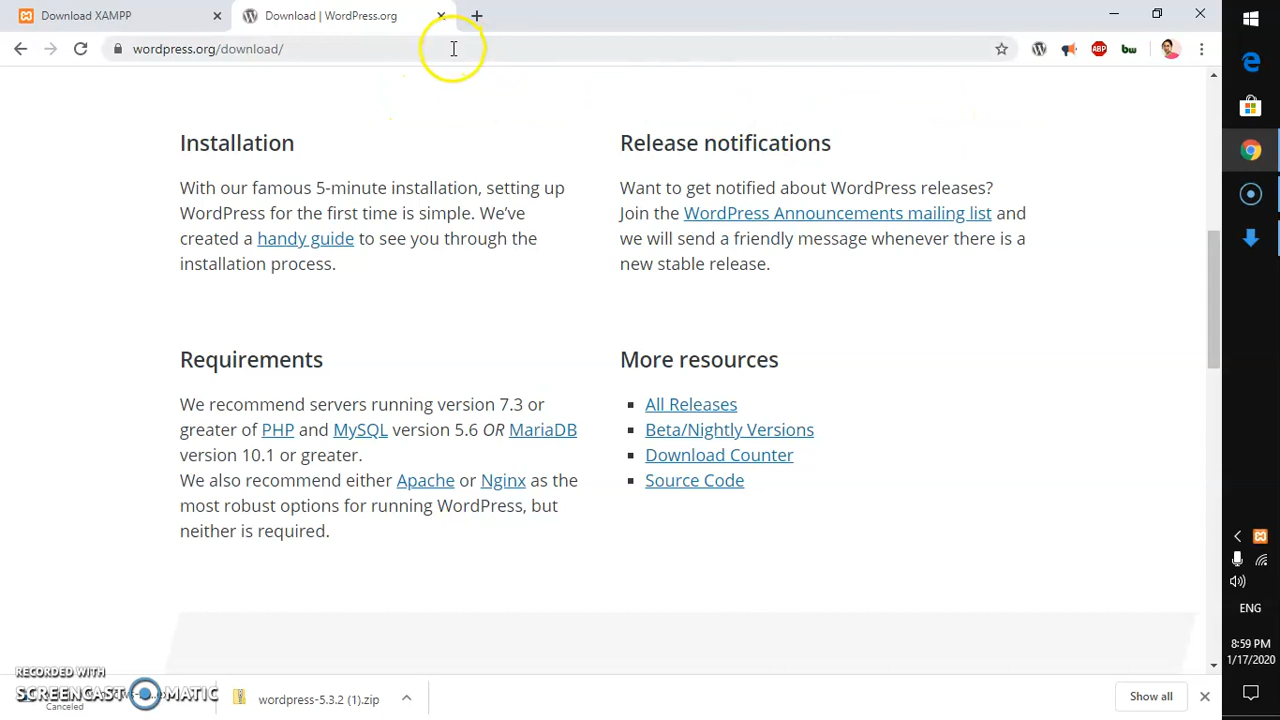 Download XAMPP
Download | WordPress.org
wordpress.org/download/
ABP
bw
Installation
With our famous 5-minute installation, setting up
WordPress for the first time is simple. We've
created a handy guide to see you through the
installation process.
Release notifications
Want to get notified about WordPress releases?
Join the WordPress Announcements mailing list and
we will send a friendly message whenever there is a
new stable release.
Requirements
We recommend servers running version 7.3 or
greater of PHP and MySQL version 5.6 OR MariaDB
version 10.1 or greater.
We also recommend either Apache or Nginx as the
most robust options for running WordPress, but
neither is required.
More resources
All Releases
Beta/Nightly Versions
Download Counter
Source Code
ENG
8:59 PM
1/17/2020
RECORDED WITH
SCREENCAST MATIC
Canceled
wordpress-5.3.2 (1).zip
Show all